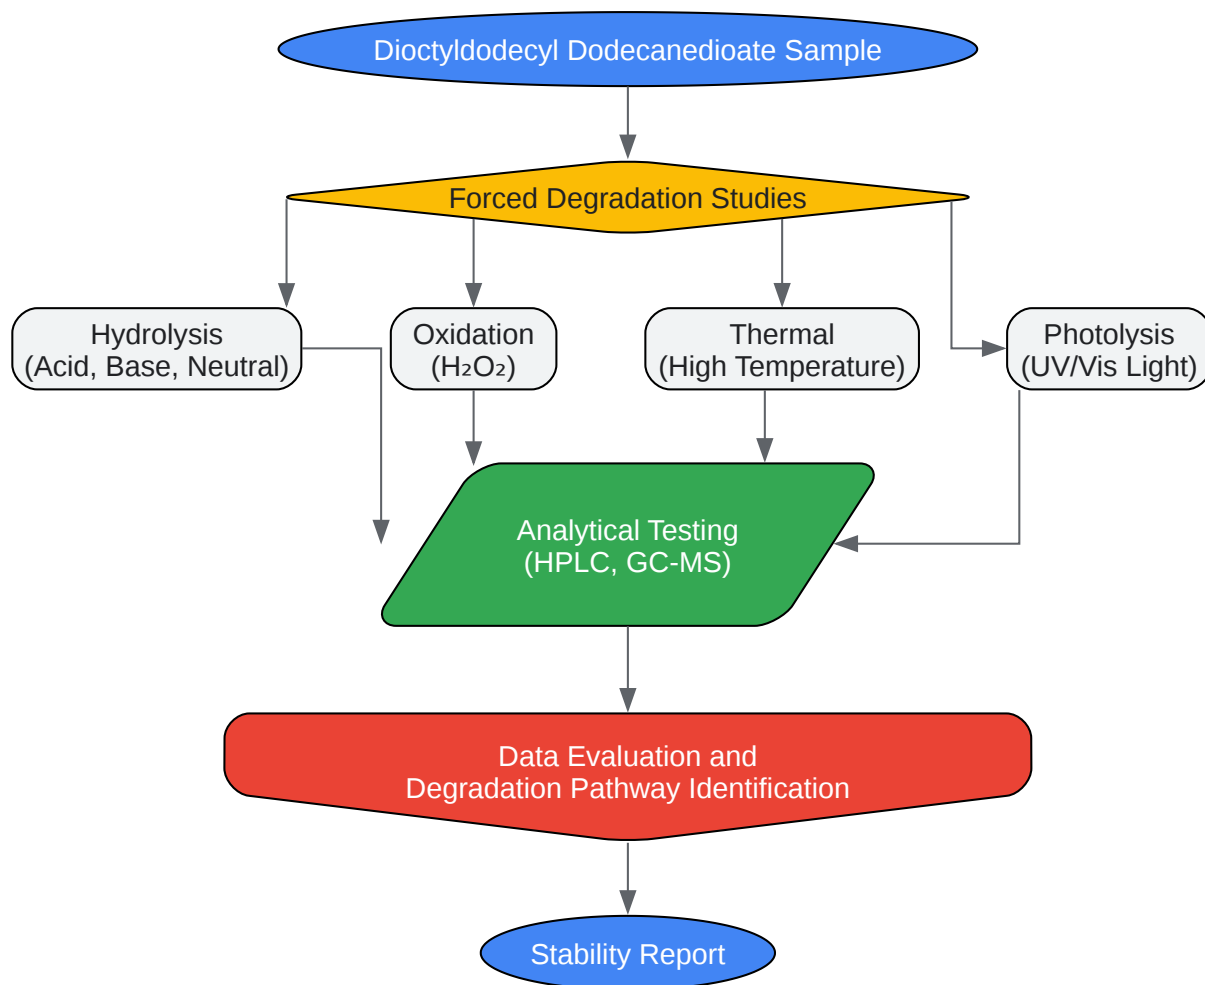 Dioctyldodecyl Dodecanedioate Sample
Forced Degradation Studies
Hydrolysis
(Acid, Base, Neutral)
Oxidation
(H₂O₂)
Thermal
(High Temperature)
Photolysis
(UV/Vis Light)
Analytical Testing
(HPLC, GC-MS)
Data Evaluation and
Degradation Pathway Identification
Stability Report